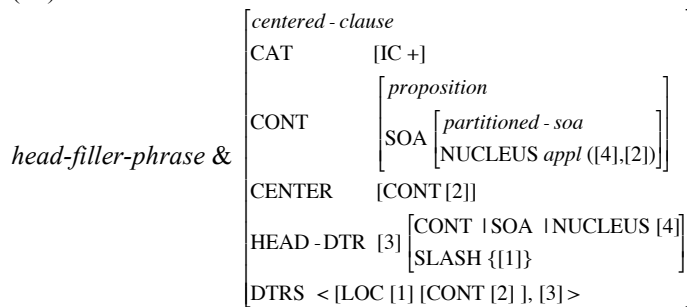 centered - clause
CAT [IC +]
CONT [proposition
SOA [partitioned - soa
NUCLEUS appl ([4],[2])]]
head-filler-phrase &
CENTER [CONT [2]]
HEAD - DTR [3] [CONT | SOA | NUCLEUS [4]
SLASH {[1]}]
DTRS < [LOC [1] [CONT [2] ], [3] >